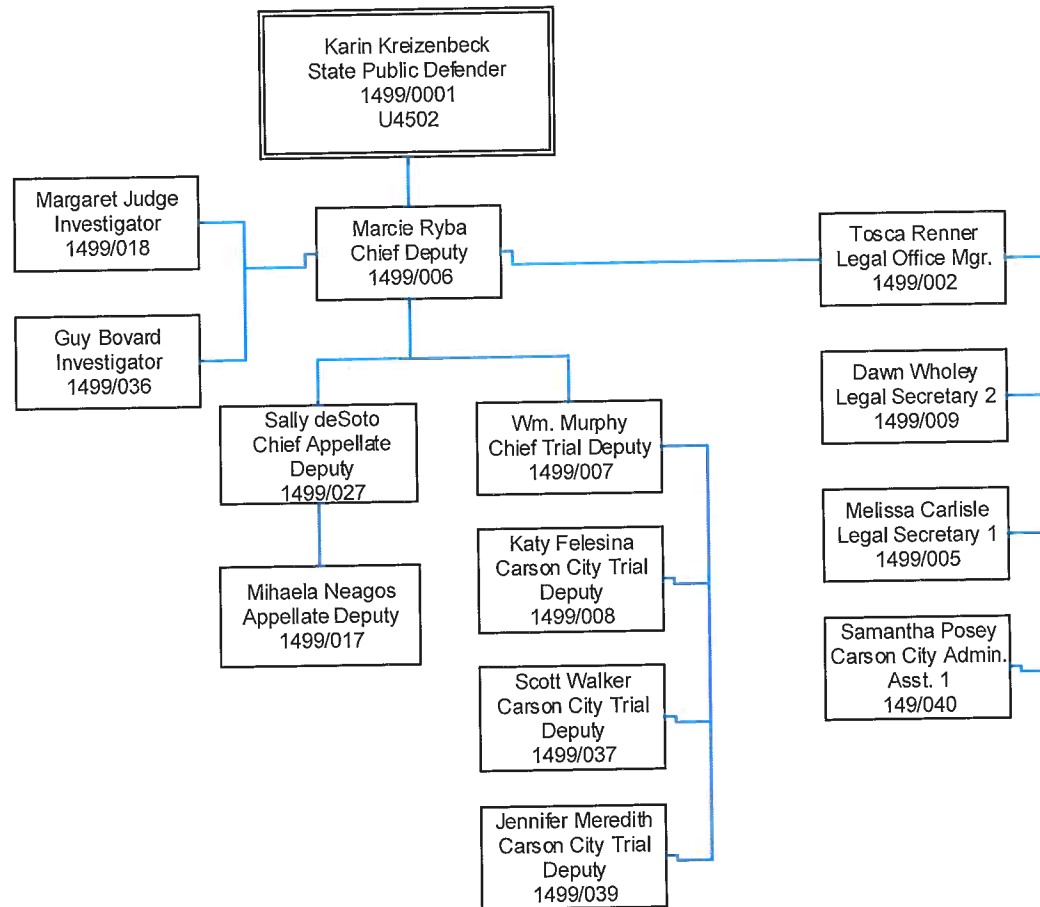 Karin Kreizenbeck
State Public Defender
1499/0001
U4502
Margaret Judge
Investigator
1499/018
Marcie Ryba
Chief Deputy
1499/006
Tosca Renner
Legal Office Mgr.
1499/002
Guy Bovard
Investigator
1499/036
Dawn Wholey
Legal Secretary 2
1499/009
Sally deSoto
Chief Appellate
Deputy
1499/027
Wm. Murphy
Chief Trial Deputy
1499/007
Melissa Carlisle
Legal Secretary 1
1499/005
Katy Felesina
Carson City Trial
Deputy
1499/008
Mihaela Neagos
Appellate Deputy
1499/017
Samantha Posey
Carson City Admin.
Asst. 1
149/040
Scott Walker
Carson City Trial
Deputy
1499/037
Jennifer Meredith
Carson City Trial
Deputy
1499/039